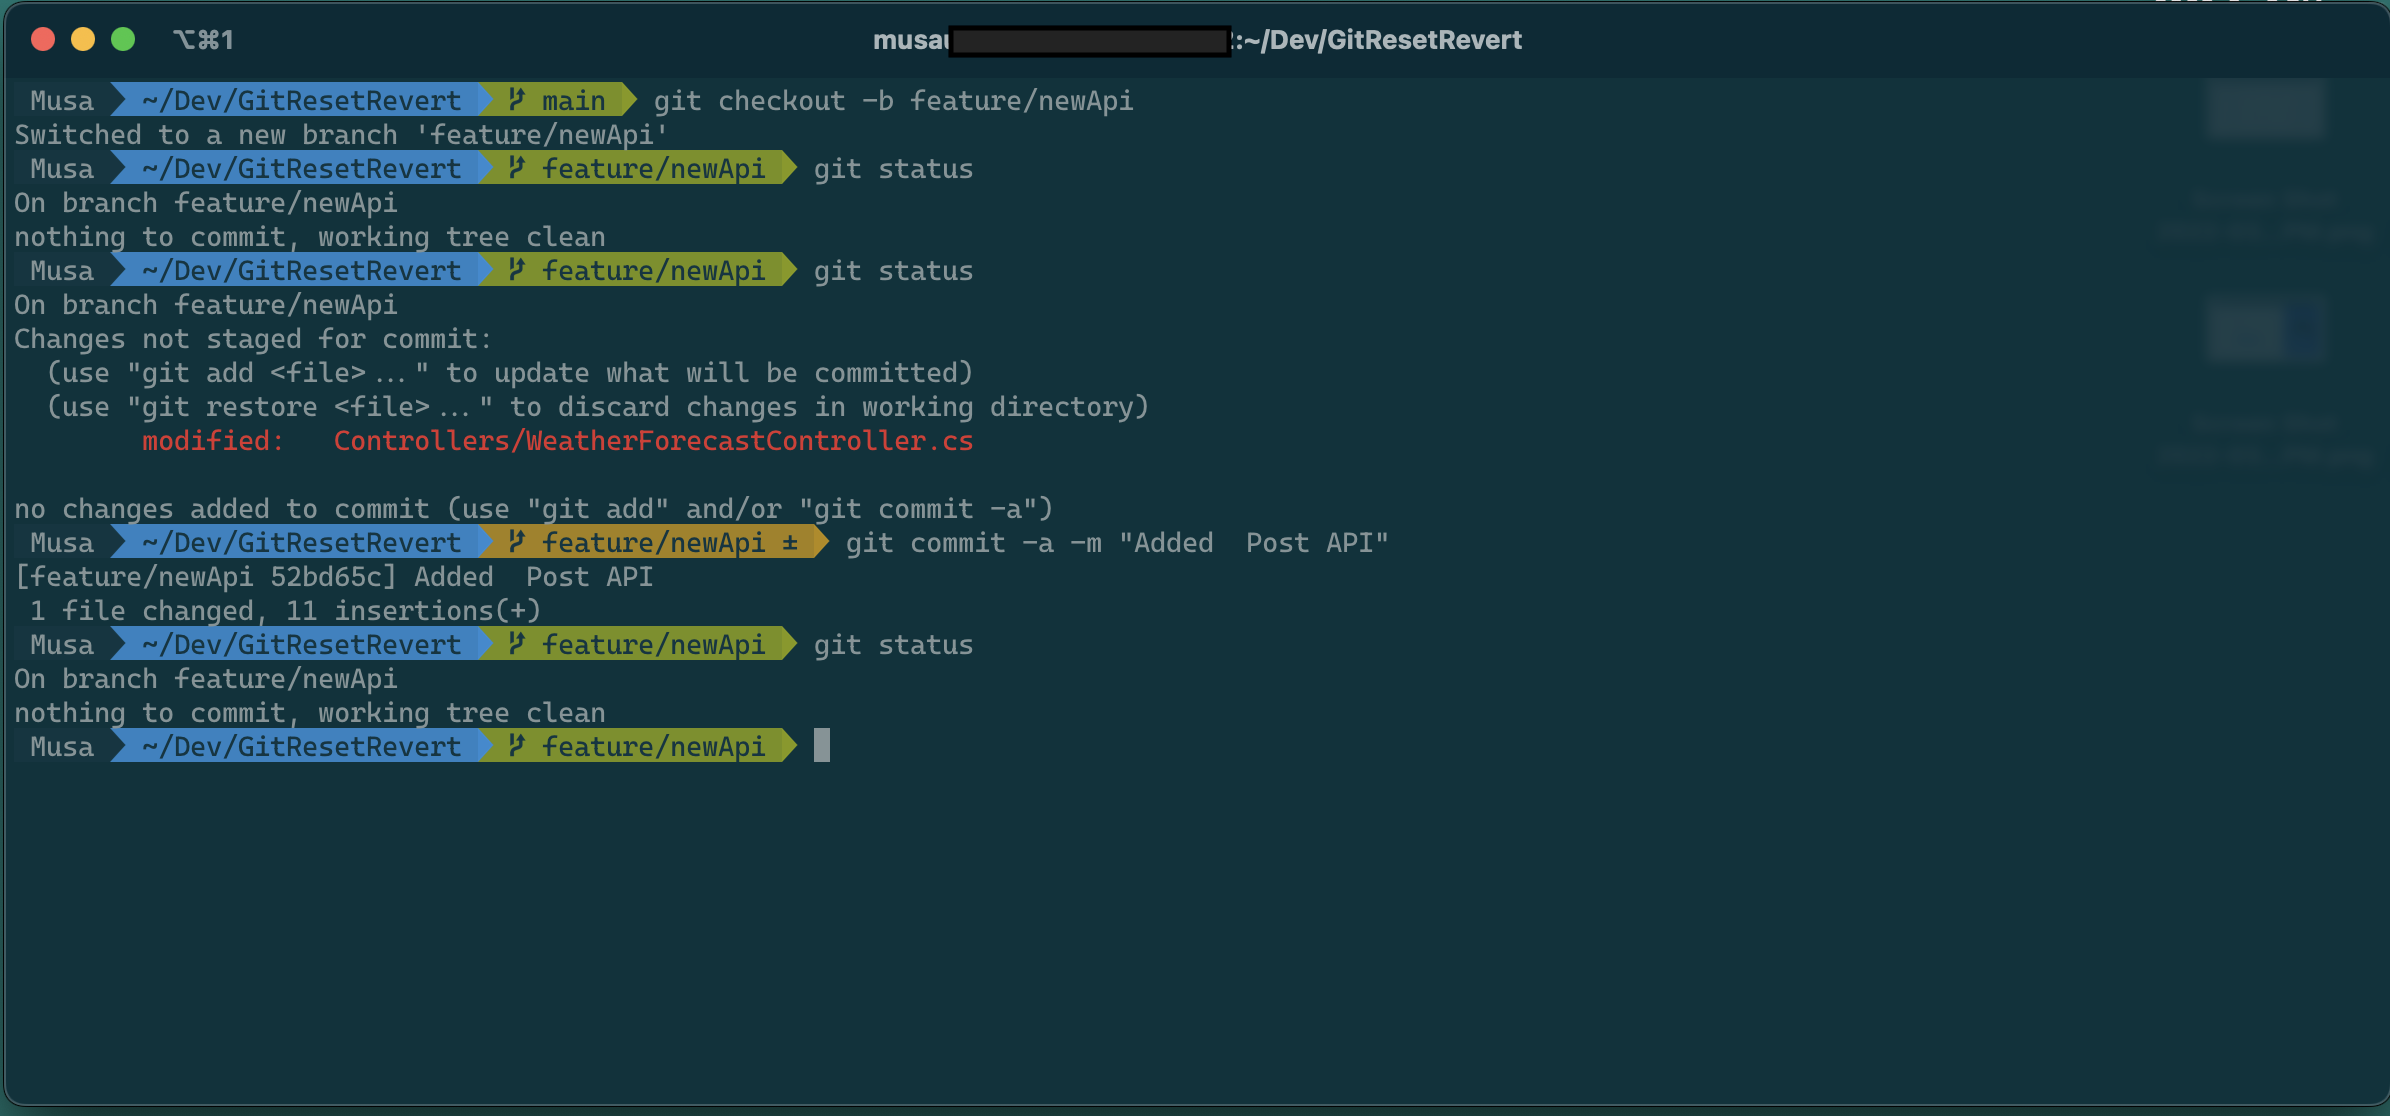 ⌥⌘1
musa :~/Dev/GitResetRevert
Musa ~/Dev/GitResetRevert main git checkout -b feature/newApi
Switched to a new branch 'feature/newApi'
Musa ~/Dev/GitResetRevert feature/newApi git status
On branch feature/newApi
nothing to commit, working tree clean
Musa ~/Dev/GitResetRevert feature/newApi git status
On branch feature/newApi
Changes not staged for commit:
  (use "git add <file>..." to update what will be committed)
  (use "git restore <file>..." to discard changes in working directory)
        modified:   Controllers/WeatherForecastController.cs
no changes added to commit (use "git add" and/or "git commit -a")
Musa ~/Dev/GitResetRevert feature/newApi ± git commit -a -m "Added  Post API"
[feature/newApi 52bd65c] Added  Post API
 1 file changed, 11 insertions(+)
Musa ~/Dev/GitResetRevert feature/newApi git status
On branch feature/newApi
nothing to commit, working tree clean
Musa ~/Dev/GitResetRevert feature/newApi